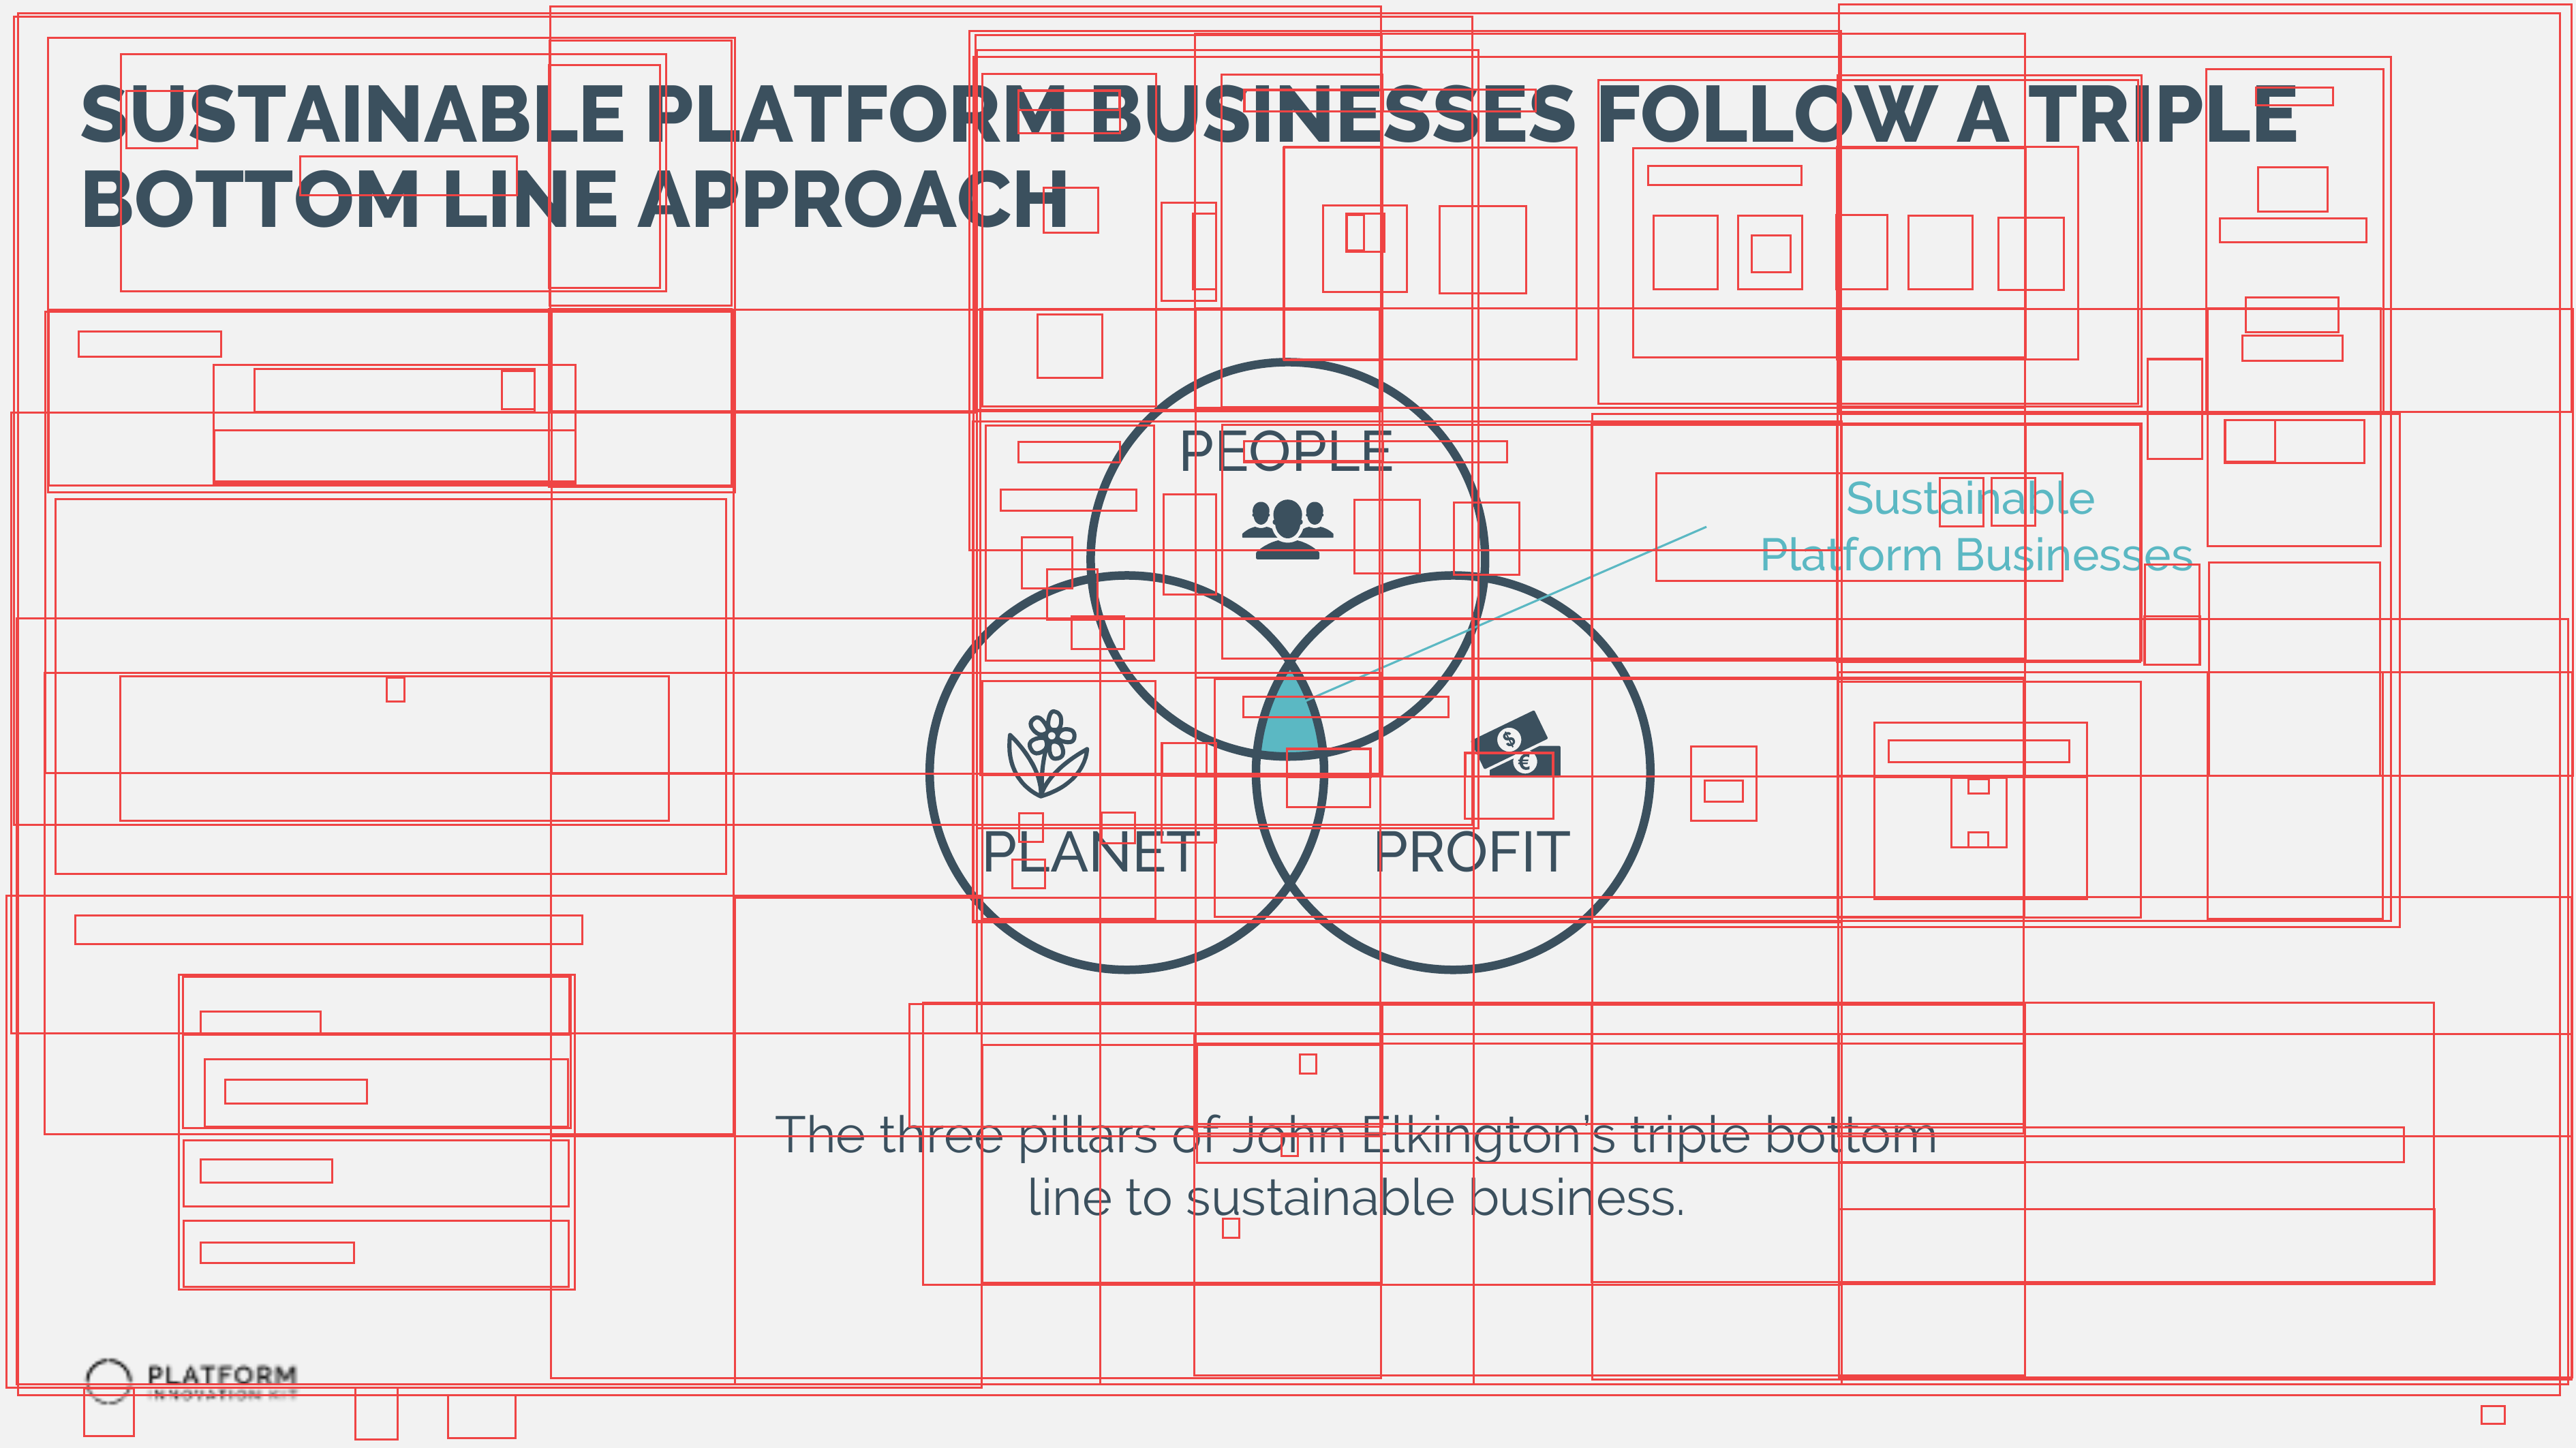 SUSTAINABLE PLATFORM BUSINESSES FOLLOW A TRIPLE
BOTTOM LINE APPROACH
PEOPLE
Sustainable
Platform Businesses
$
€
PLANET
PROFIT
The three pillars of John Elkington’s triple bottom
line to sustainable business.
PLATFORM
INNOVATION KIT